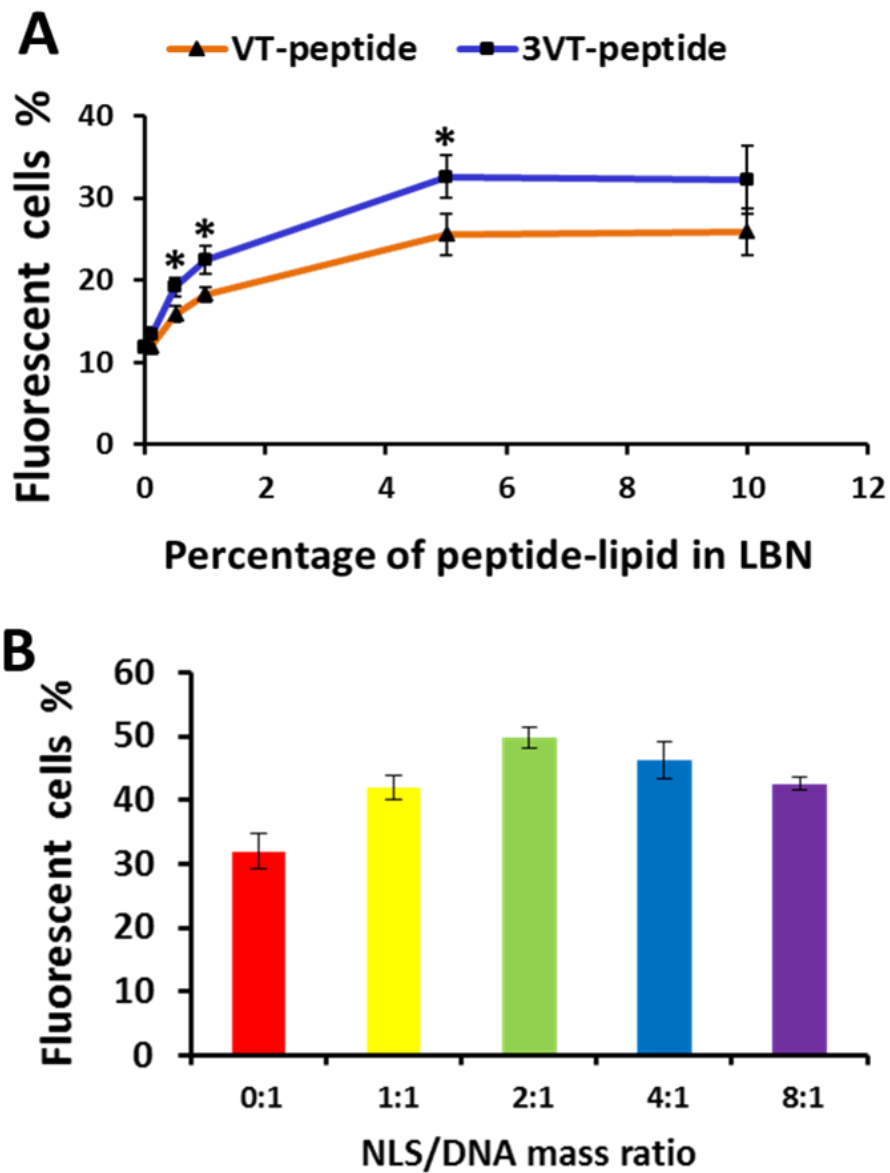 A
VT-peptide 3VT-peptide
Fluorescent cells %
40
30
20
10
0
* * *
0 2 4 6 8 10 12
Percentage of peptide-lipid in LBN
B
Fluorescent cells %
60
50
40
30
20
10
0
0:1 1:1 2:1 4:1 8:1
NLS/DNA mass ratio